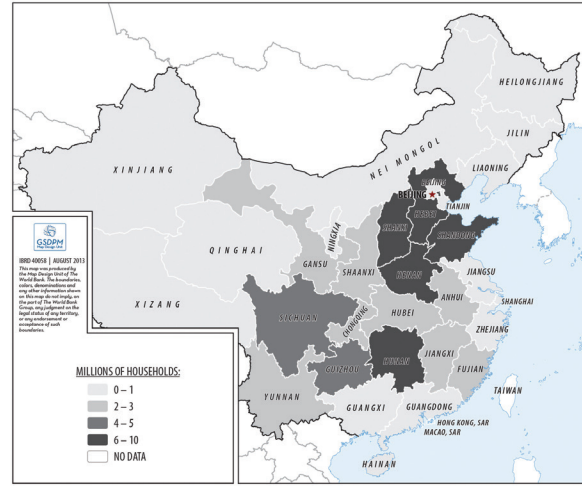 HEILONGJIANG
JILIN
LIAONING
NEI MONGOL
XINJIANG
BEIJING
BEIJING
TIANJIN
HEBEI
SHANXI
SHANDONG
NINGXIA
QINGHAI
GANSU
SHAANXI
HENAN
JIANGSU
ANHUI
SHANGHAI
XIZANG
SICHUAN
CHONGQING
HUBEI
ZHEJIANG
HUNAN
JIANGXI
GUIZHOU
FUJIAN
YUNNAN
GUANGXI
GUANGDONG
TAIWAN
HONG KONG, SAR
MACAO, SAR
HAINAN
GSDPM
Map Design Unit
IBRD 40058 | AUGUST 2013
This map was produced by
the Map Design Unit of The
World Bank. The boundaries,
colors, denominations and
any other information shown
on this map do not imply, on
the part of The World Bank
Group, any judgment on the
legal status of any territory,
or any endorsement or
acceptance of such
boundaries.
MILLIONS OF HOUSEHOLDS:
0 – 1
2 – 3
4 – 5
6 – 10
NO DATA